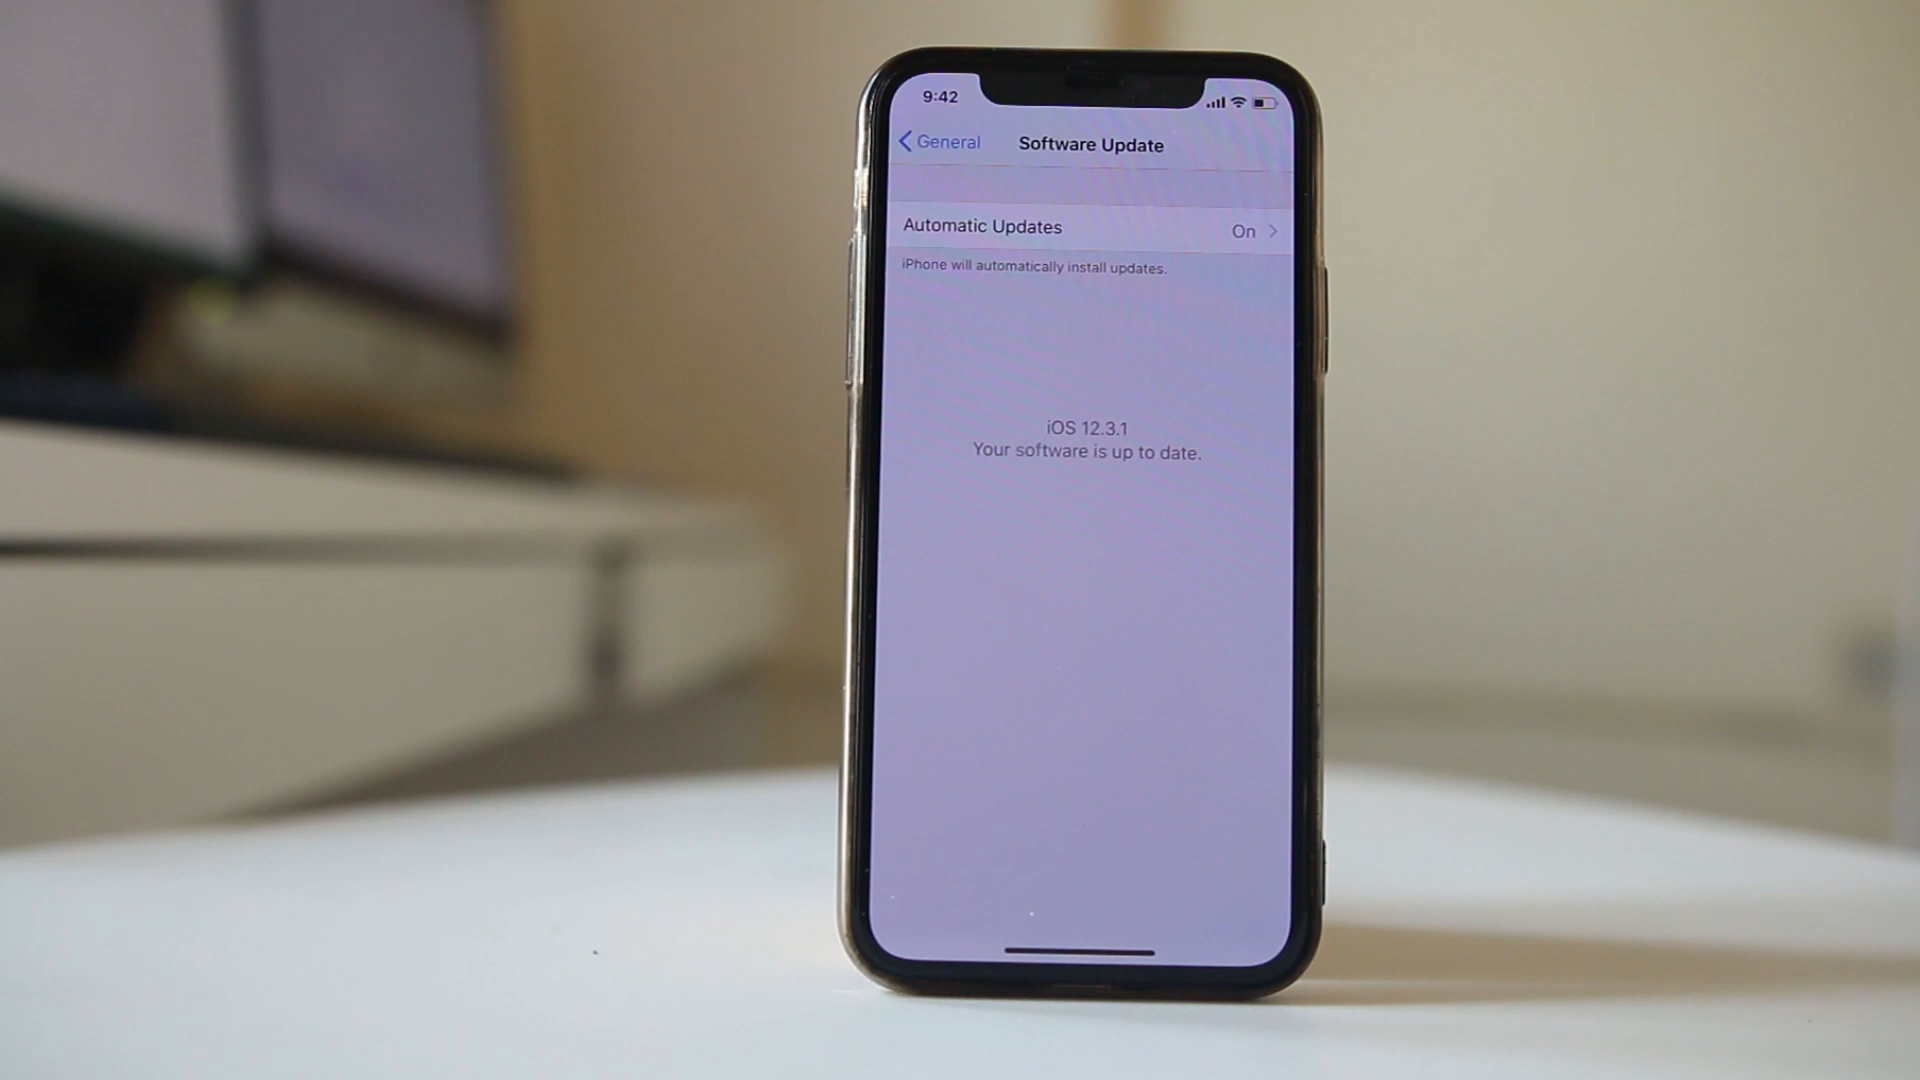 9:42
General
Software Update
Automatic Updates On
iPhone will automatically install updates.
iOS 12.3.1
Your software is up to date.